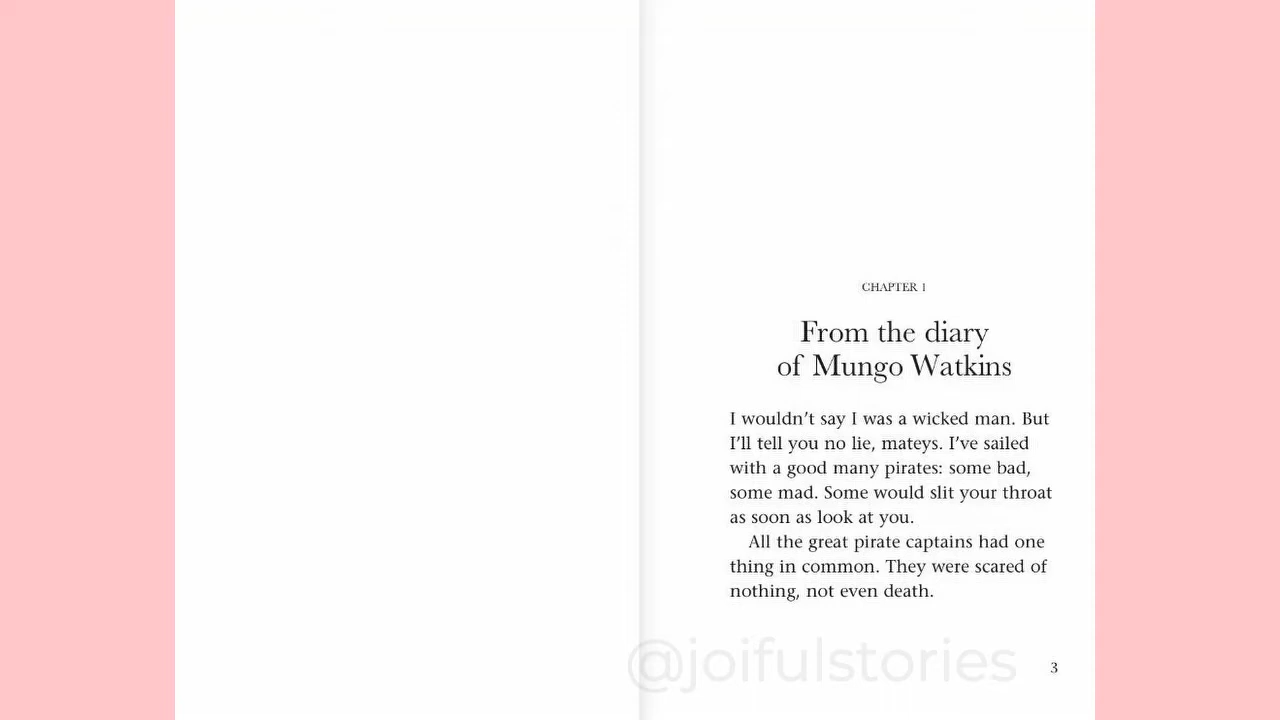 CHAPTER 1
From the diary
of Mungo Watkins
I wouldn't say I was a wicked man. But
I'll tell you no lie, mateys. I've sailed
with a good many pirates: some bad,
some mad. Some would slit your throat
as soon as look at you.
All the great pirate captains had one
thing in common. They were scared of
nothing, not even death.
@joifulstories
3